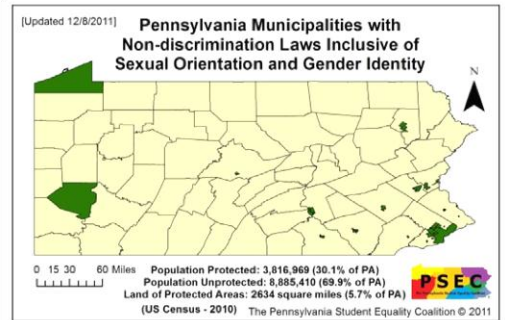 [Updated 12/8/2011]
Pennsylvania Municipalities with
Non-discrimination Laws Inclusive of
Sexual Orientation and Gender Identity
N
0 15 30 60 Miles
Population Protected: 3,816,969 (30.1% of PA)
Population Unprotected: 8,885,410 (69.9% of PA)
Land of Protected Areas: 2634 square miles (5.7% of PA)
(US Census - 2010)
PSEC
The Pennsylvania Student Equality Coalition © 2011